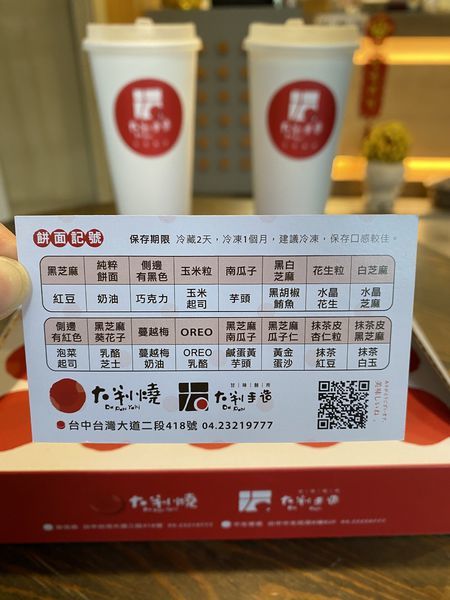 餅面記號
保存期限 冷藏2天，冷凍1個月，建議冷凍，保存口感較佳。
黑芝麻 純粹餅面 側邊有黑色 玉米粒 南瓜子 黑白芝麻 花生粒 白芝麻
紅豆 奶油 巧克力 玉米起司 芋頭 黑胡椒鮪魚 水晶花生 水晶芝麻
側邊有紅色 黑芝麻葵花子 蔓越梅 OREO 黑芝麻南瓜子 黑芝麻瓜子仁 抹茶皮杏仁粒 抹茶皮黑芝麻
泡菜起司 乳酪芝士 蔓越梅奶油 OREO乳酪 鹹蛋黃芋頭 黃金蛋沙 抹茶紅豆 抹茶白玉
大判燒
甘味麵所
大判手造
台中台灣大道二段418號 04.23219777